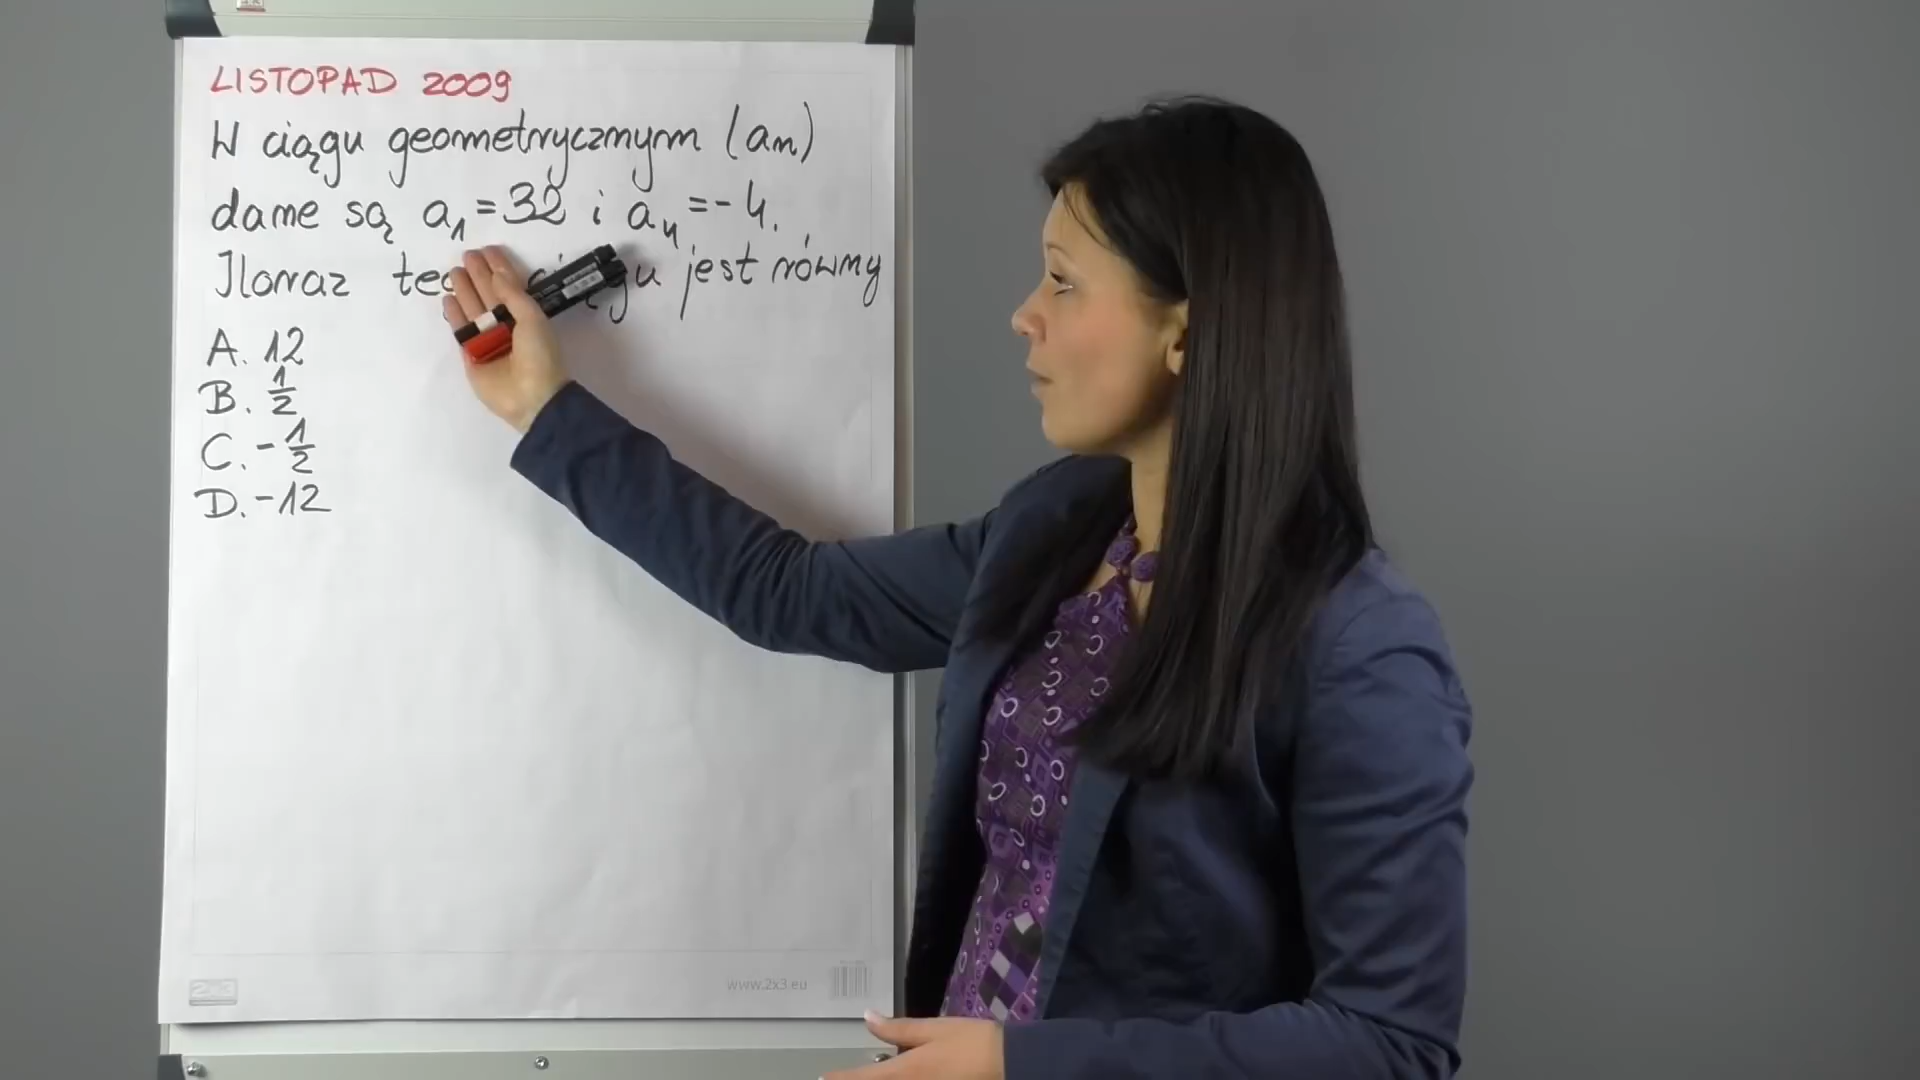 LISTOPAD 2009
W ciągu geometrycznym (an)
dane są a₁=32 i a₄=-4.
Iloraz jest równy
A. 12
B. 1/2
C. -1/2
D. -12
2x3
www.2x3.eu